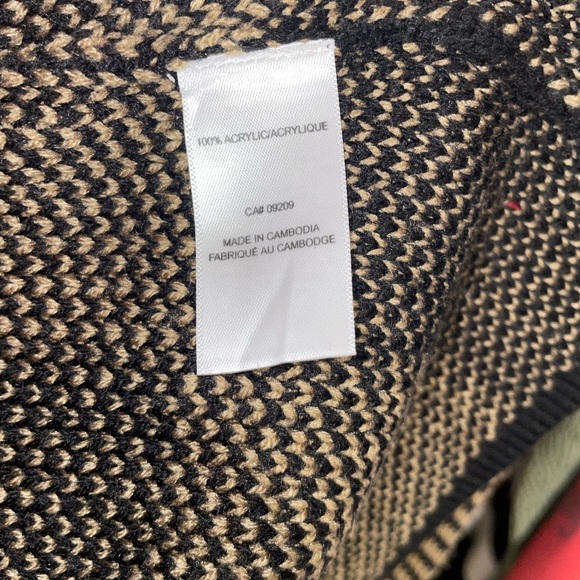 100% ACRYLIC/ACRYLIQUE
CA# 09209
MADE IN CAMBODIA
FABRIQUÉ AU CAMBODGE